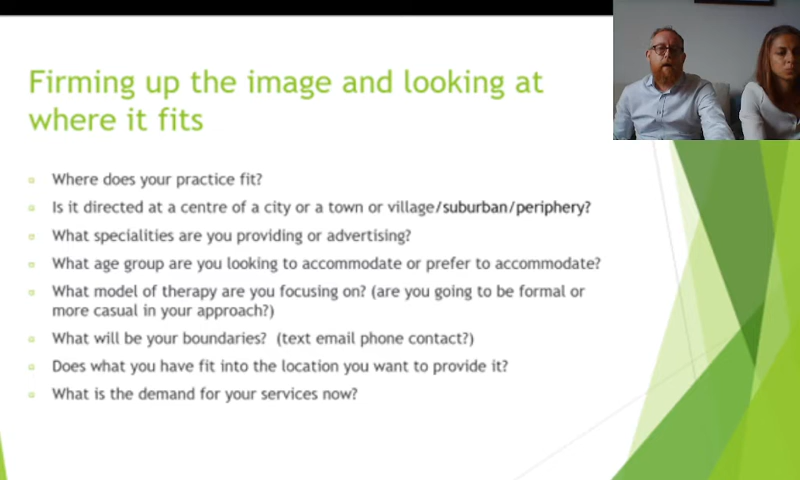 Firming up the image and looking at
where it fits
Where does your practice fit?
Is it directed at a centre of a city or a town or village/suburban/periphery?
What specialities are you providing or advertising?
What age group are you looking to accommodate or prefer to accommodate?
What model of therapy are you focusing on? (are you going to be formal or
more casual in your approach?)
What will be your boundaries? (text email phone contact?)
Does what you have fit into the location you want to provide it?
What is the demand for your services now?